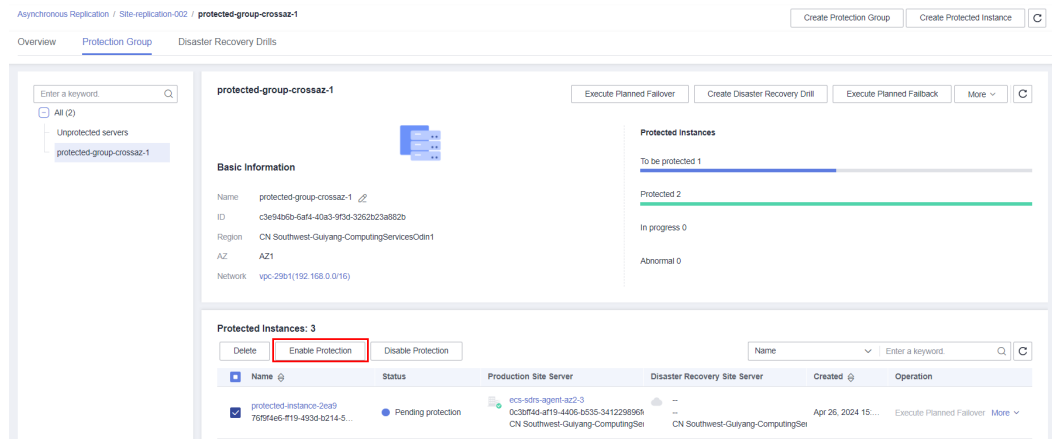 Asynchronous Replication / Site-replication-002 / protected-group-crossaz-1
Create Protection Group
Create Protected Instance
Overview
Protection Group
Disaster Recovery Drills
Enter a keyword.
All (2)
Unprotected servers
protected-group-crossaz-1
protected-group-crossaz-1
Execute Planned Failover
Create Disaster Recovery Drill
Execute Planned Failback
More
Basic Information
Name protected-group-crossaz-1
ID c3e94b6b-6af4-40a3-9f3d-3262b23a882b
Region CN Southwest-Guiyang-ComputingServicesOdin1
AZ AZ1
Network vpc-29b1(192.168.0.0/16)
Protected Instances
To be protected 1
Protected 2
In progress 0
Abnormal 0
Protected Instances: 3
Delete
Enable Protection
Disable Protection
Name
Enter a keyword.
Name Status Production Site Server Disaster Recovery Site Server Created Operation
protected-instance-2ea9
76f9f4e6-ff19-493d-b214-5...
Pending protection
ecs-sdrs-agent-az2-3
0c3bff4d-af19-4406-b535-341229896f
CN Southwest-Guiyang-ComputingSer
--
--
CN Southwest-Guiyang-ComputingSer
Apr 26, 2024 15:...
Execute Planned Failover More